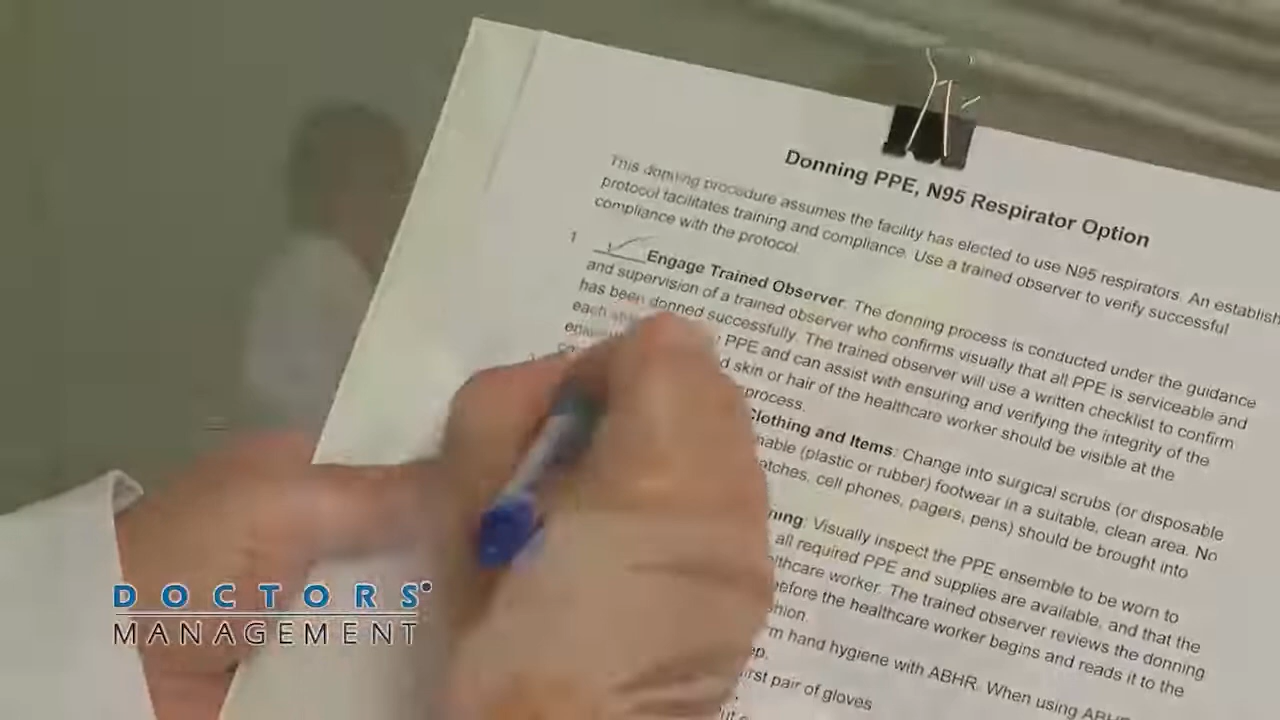 Donning PPE, N95 Respirator Option
This donning procedure assumes the facility has elected to use N95 respirators. An establish
protocol facilitates training and compliance. Use a trained observer to verify successful
compliance with the protocol.
1 Engage Trained Observer: The donning process is conducted under the guidance
and supervision of a trained observer who confirms visually that all PPE is serviceable and
has been donned successfully. The trained observer will use a written checklist to confirm
each PPE and can assist with ensuring and verifying the integrity of the
skin or hair of the healthcare worker should be visible at the
process.
Clothing and Items: Change into surgical scrubs (or disposable
(plastic or rubber) footwear in a suitable, clean area. No
atches, cell phones, pagers, pens) should be brought into
ning: Visually inspect the PPE ensemble to be worn to
all required PPE and supplies are available, and that the
lthcare worker. The trained observer reviews the donning
before the healthcare worker begins and reads it to the
hion.
m hand hygiene with ABHR. When using ABHR
ep.
irst pair of gloves
DOCTORS
MANAGEMENT